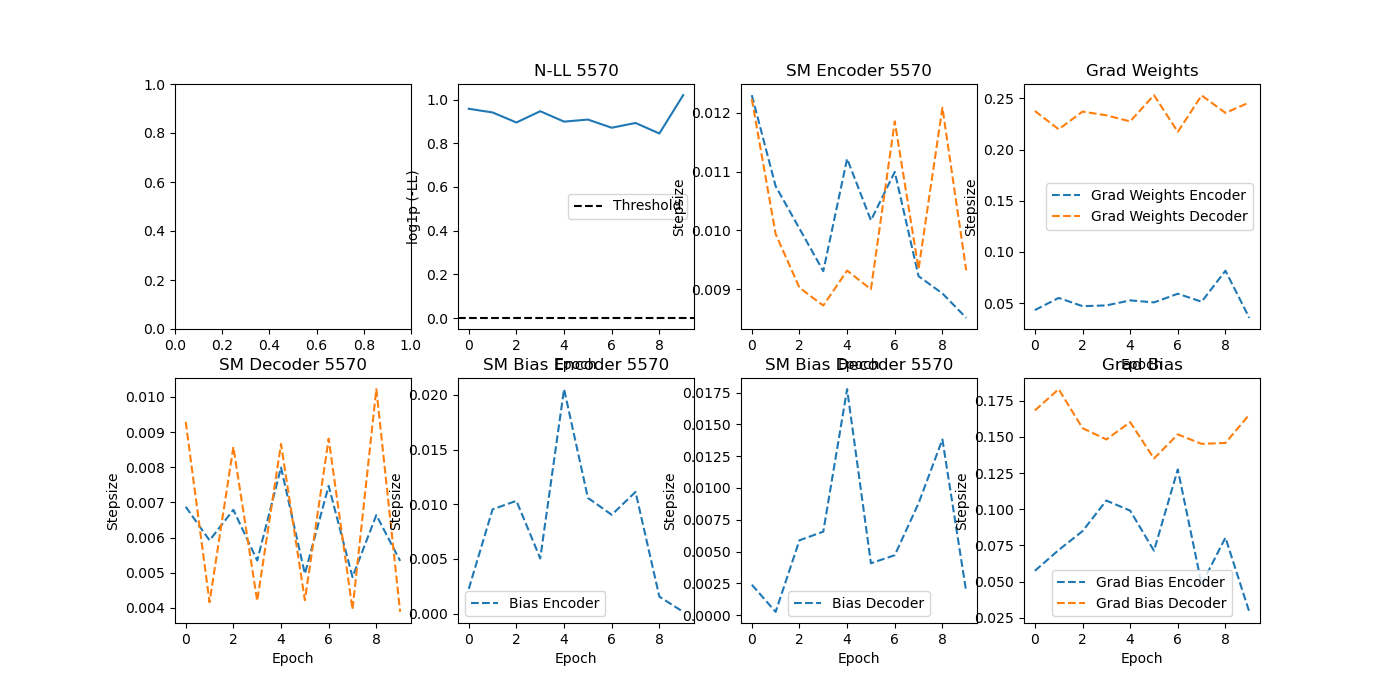 N-LL 5570
SM Encoder 5570
Grad Weights
1.0
0.8
0.6
0.4
0.2
0.0
0.0 0.2 0.4 0.6 0.8 1.0
log1p (-LL)
1.0
0.8
0.6
0.4
0.2
0.0
Threshold
0 2 4 6 8
Epoch
Stepsize
0.012
0.011
0.010
0.009
0 2 4 6 8
Epoch
Stepsize
0.25
0.20
0.15
0.10
0.05
Grad Weights Encoder
Grad Weights Decoder
0 2 4 6 8
Epoch
SM Decoder 5570
SM Bias Encoder 5570
SM Bias Decoder 5570
Grad Bias
Stepsize
0.010
0.009
0.008
0.007
0.006
0.005
0.004
0 2 4 6 8
Epoch
Stepsize
0.020
0.015
0.010
0.005
0.000
Bias Encoder
0 2 4 6 8
Epoch
Stepsize
0.0175
0.0150
0.0125
0.0100
0.0075
0.0050
0.0025
0.0000
Bias Decoder
0 2 4 6 8
Epoch
Stepsize
0.175
0.150
0.125
0.100
0.075
0.050
0.025
Grad Bias Encoder
Grad Bias Decoder
0 2 4 6 8
Epoch